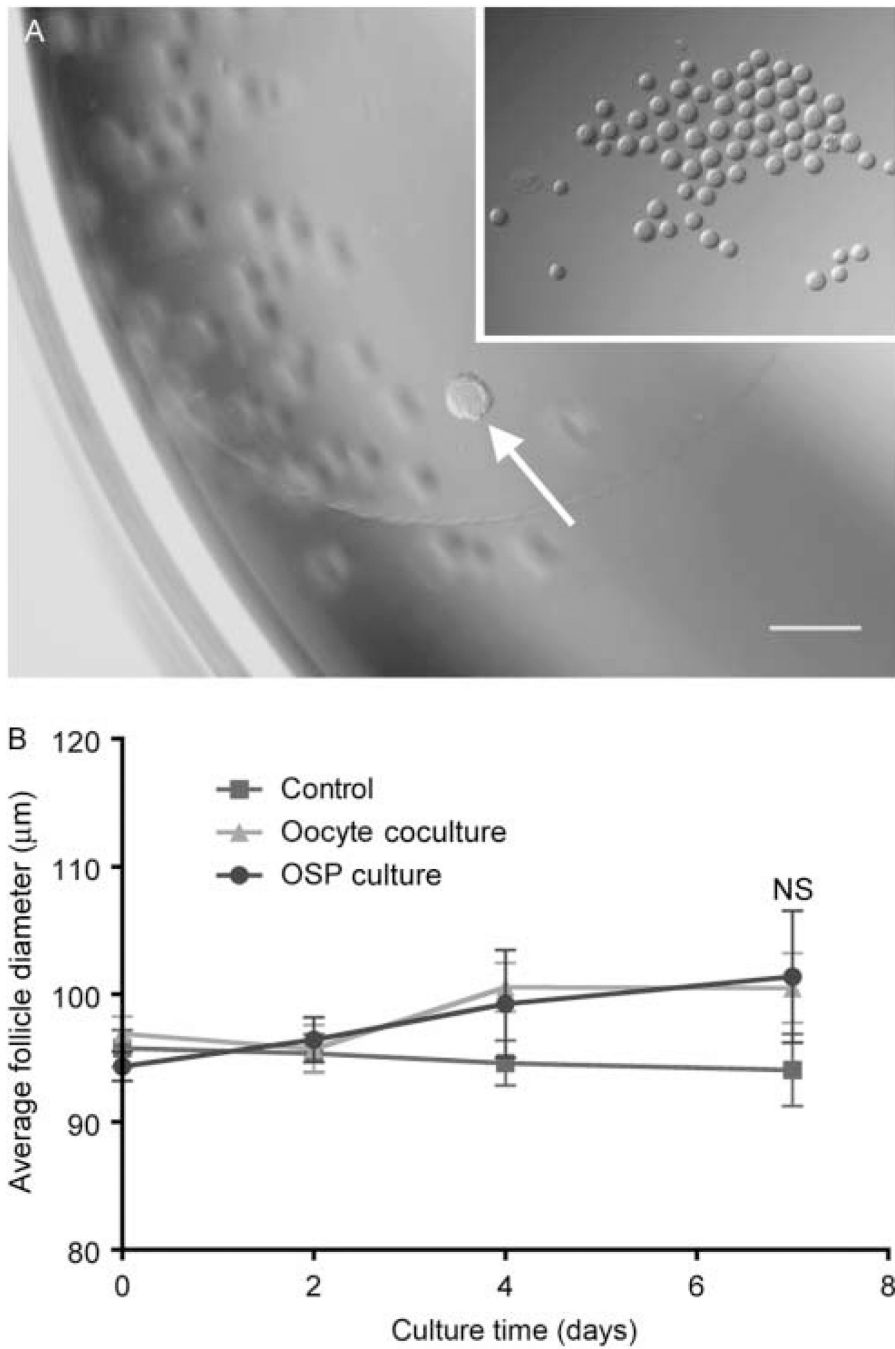 A
B
120
110
100
90
80
Average follicle diameter (μm)
Control
Oocyte coculture
OSP culture
NS
0
2
4
6
8
Culture time (days)